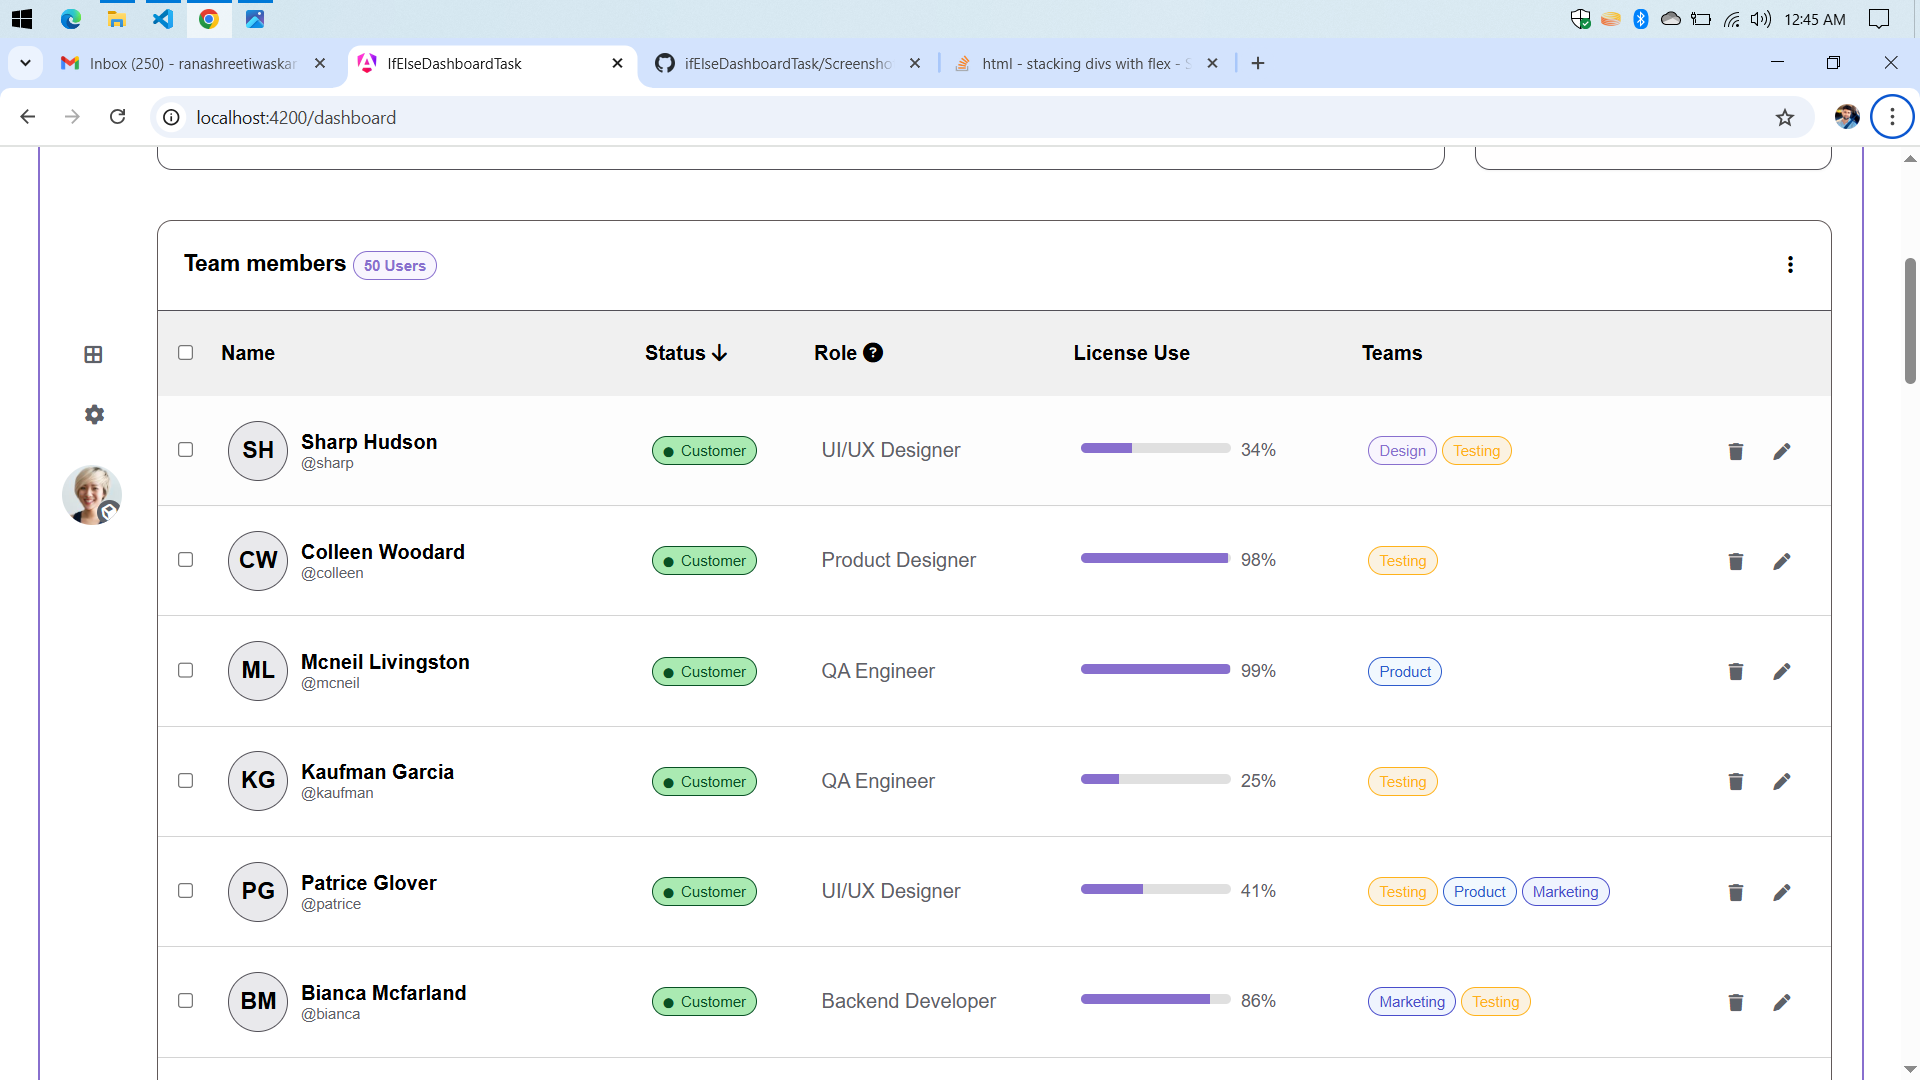 12:45 AM
Inbox (250) - ranashreetiwaskar
IfElseDashboardTask
ifElseDashboardTask/Screensho
html - stacking divs with flex - S
localhost:4200/dashboard
Team members 50 Users
Name Status Role License Use Teams
SH Sharp Hudson Customer UI/UX Designer 34% Design Testing
@sharp
CW Colleen Woodard Customer Product Designer 98% Testing
@colleen
ML Mcneil Livingston Customer QA Engineer 99% Product
@mcneil
KG Kaufman Garcia Customer QA Engineer 25% Testing
@kaufman
PG Patrice Glover Customer UI/UX Designer 41% Testing Product Marketing
@patrice
BM Bianca Mcfarland Customer Backend Developer 86% Marketing Testing
@bianca